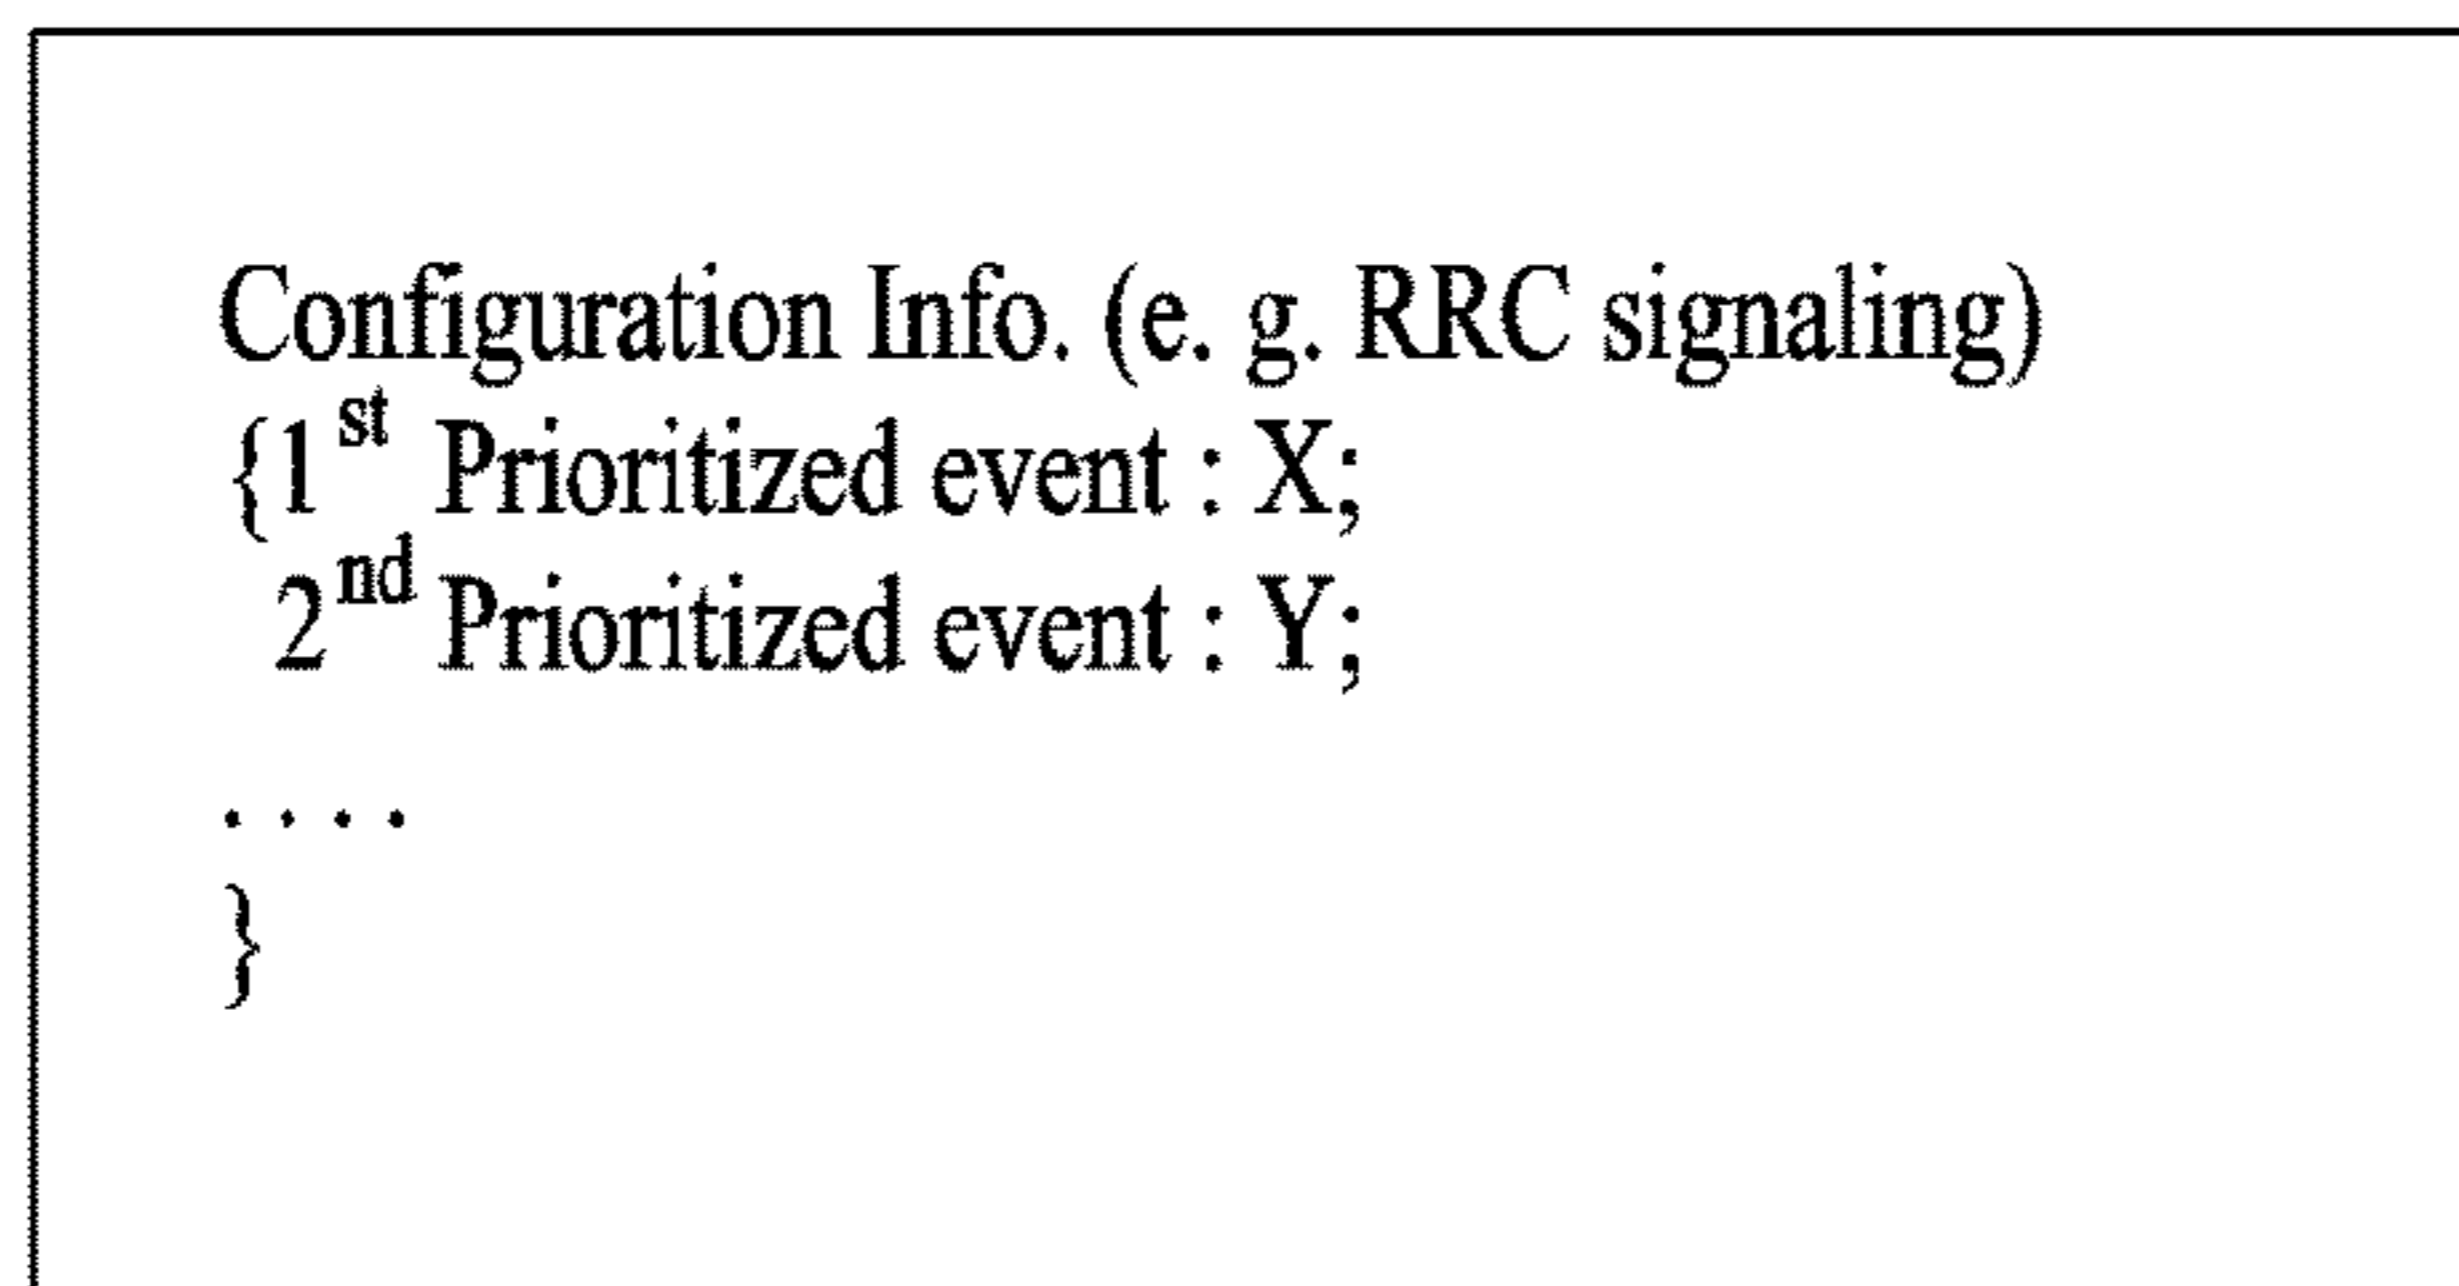 Configuration Info. (e. g. RRC signaling)
{1st Prioritized event : X;
2nd Prioritized event : Y;
. . . .
}